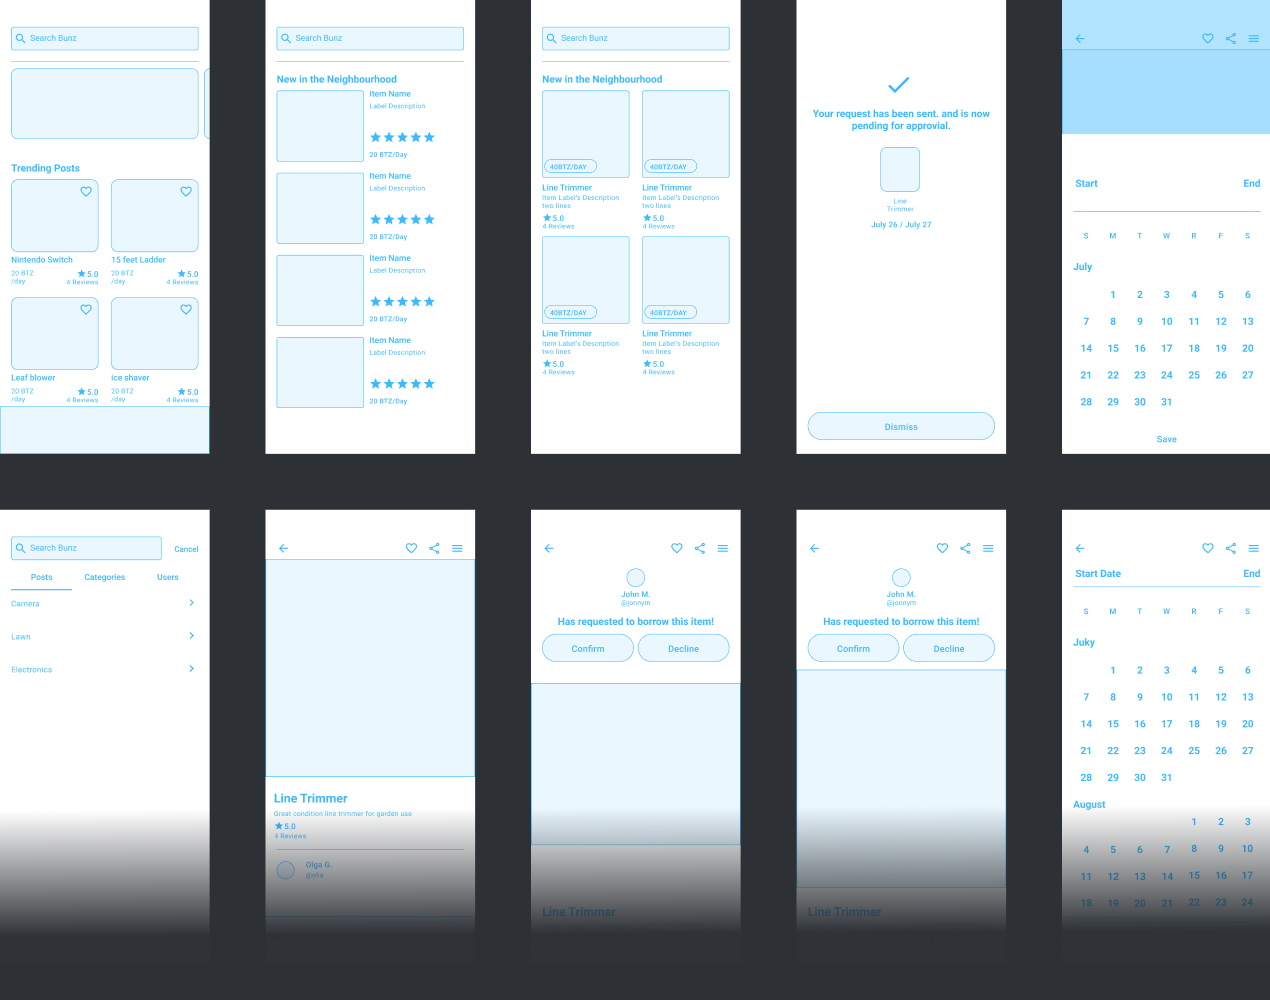 Search Bunz
Trending Posts
Nintendo Switch
15 feet Ladder
20 BTZ
/day
5.0
4 Reviews
20 BTZ
/day
5.0
4 Reviews
Leaf blower
ice shaver
20 BTZ
/day
5.0
4 Reviews
20 BTZ
/day
5.0
4 Reviews
Search Bunz
New in the Neighbourhood
Item Name
Label Description
20 BTZ/Day
Item Name
Label Description
20 BTZ/Day
Item Name
Label Description
20 BTZ/Day
Item Name
Label Description
20 BTZ/Day
Search Bunz
New in the Neighbourhood
40BTZ/DAY
Line Trimmer
Item Label's Description
two lines
5.0
4 Reviews
40BTZ/DAY
Line Trimmer
Item Label's Description
two lines
5.0
4 Reviews
40BTZ/DAY
Line Trimmer
Item Label's Description
two lines
5.0
4 Reviews
40BTZ/DAY
Line Trimmer
Item Label's Description
two lines
5.0
4 Reviews
Your request has been sent. and is now
pending for approvial.
Line
Trimmer
July 26 / July 27
Dismiss
Start End
S M T W R F S
July
1 2 3 4 5 6
7 8 9 10 11 12 13
14 15 16 17 18 19 20
21 22 23 24 25 26 27
28 29 30 31
Save
Search Bunz Cancel
Posts Categories Users
Camera
Lawn
Electronics
Line Trimmer
Great condition line trimmer for garden use
5.0
4 Reviews
Olga G.
@olia
John M.
@jonnym
Has requested to borrow this item!
Confirm Decline
Line Trimmer
John M.
@jonnym
Has requested to borrow this item!
Confirm Decline
Line Trimmer
Start Date End
S M T W R F S
Juky
1 2 3 4 5 6
7 8 9 10 11 12 13
14 15 16 17 18 19 20
21 22 23 24 25 26 27
28 29 30 31
August
1 2 3
4 5 6 7 8 9 10
11 12 13 14 15 16 17
18 19 20 21 22 23 24